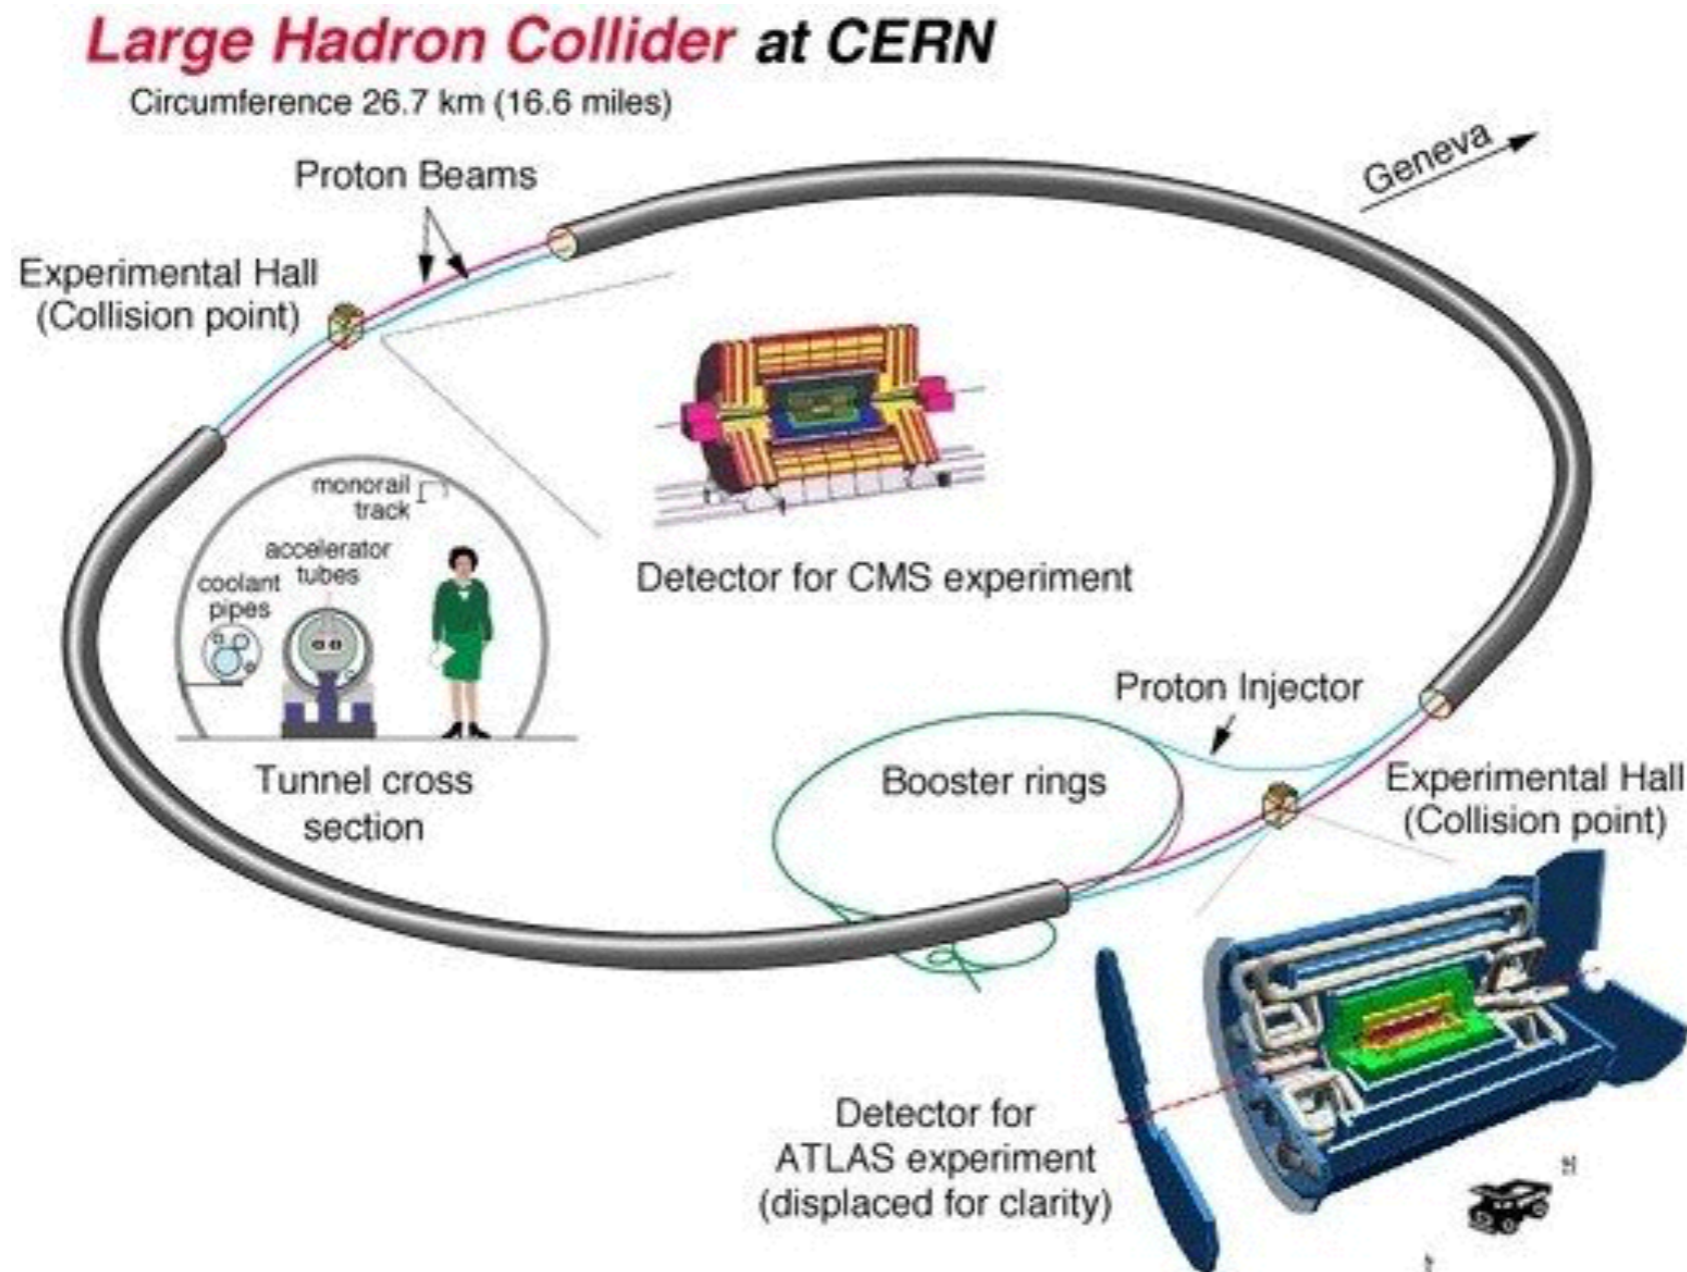 Large Hadron Collider at CERN
Circumference 26.7 km (16.6 miles)
Proton Beams
Geneva
Experimental Hall
(Collision point)
monorail
track
accelerator
tubes
coolant
pipes
Detector for CMS experiment
Tunnel cross
section
Proton Injector
Booster rings
Experimental Hall
(Collision point)
Detector for
ATLAS experiment
(displaced for clarity)